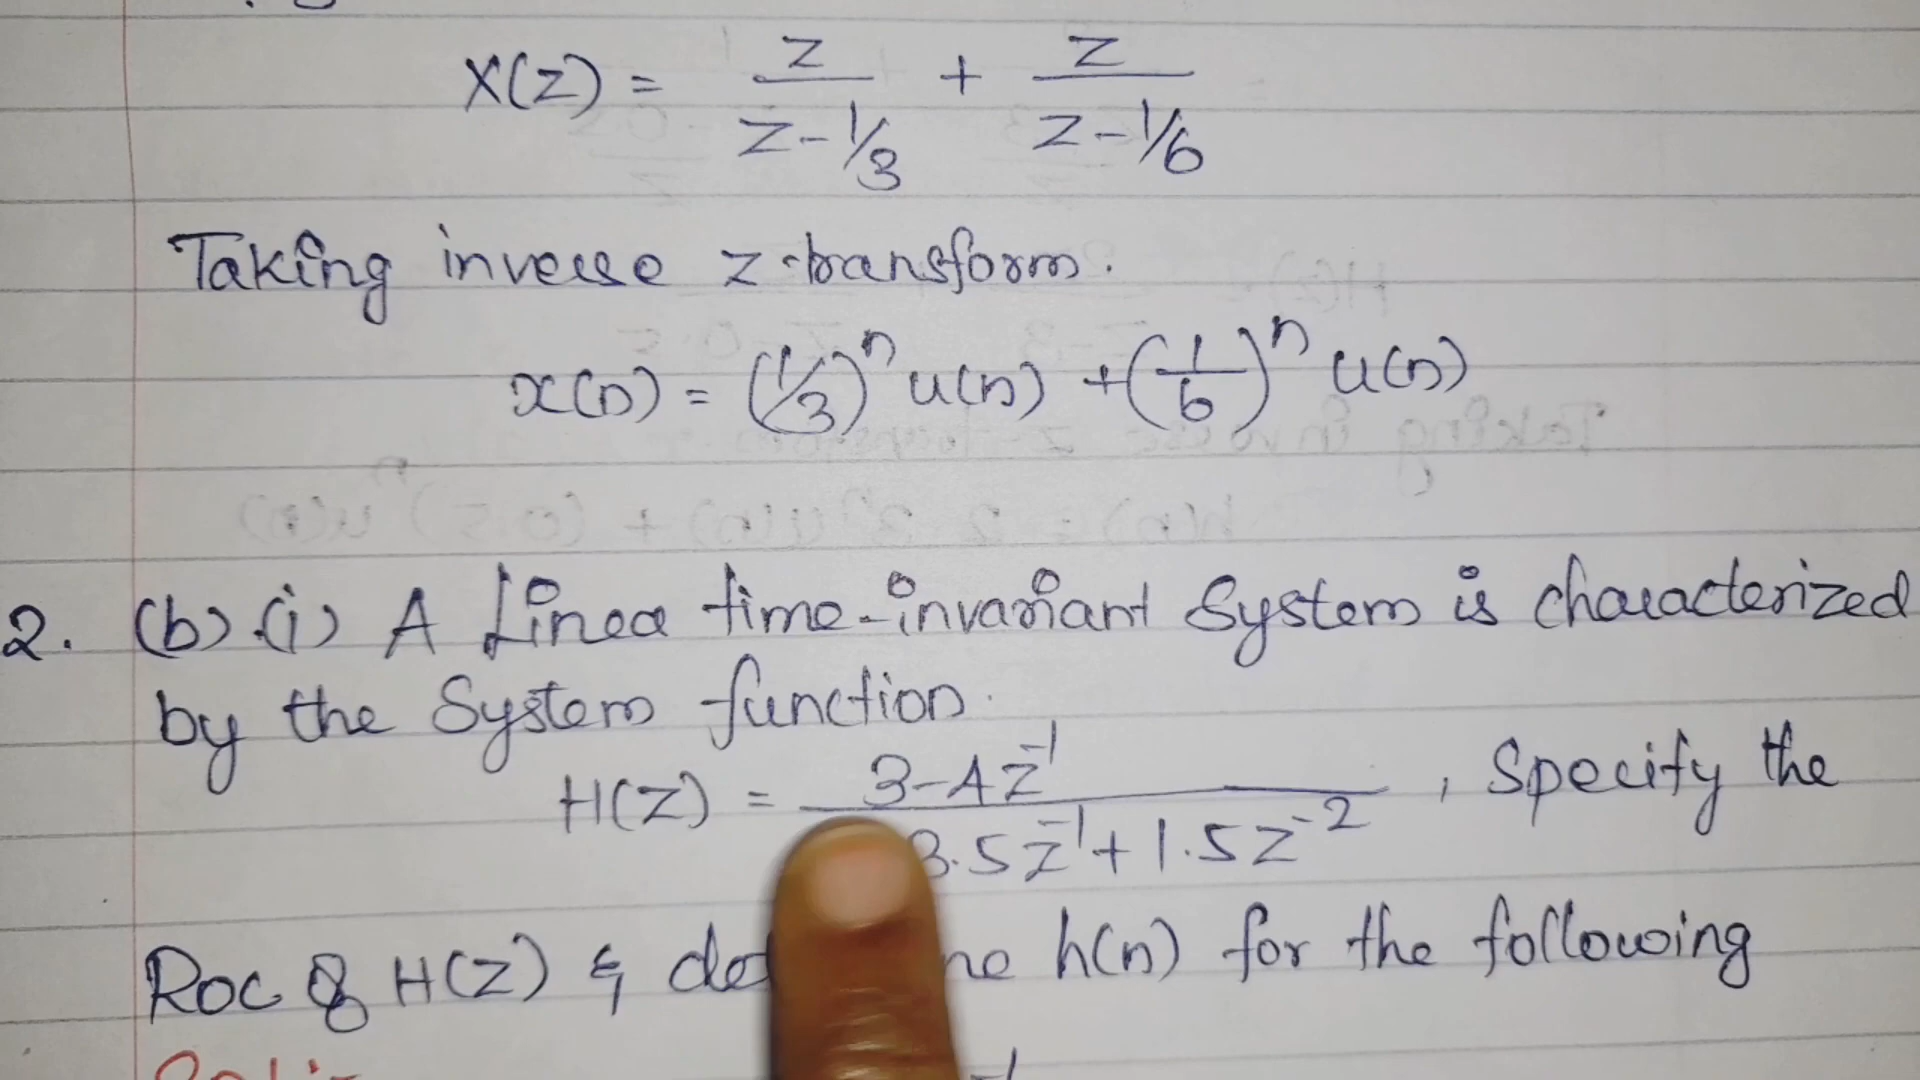 X(Z) = z/(z-1/3) + z/(z-1/6)
Taking inverse z-transform.
x(n) = (1/3)^n u(n) + (1/6)^n u(n)
2. (b) (i) A Linear time-invariant System is characterized
by the System function.
H(Z) = (3-4z^-1)/( 3.5z^-1 + 1.5z^-2) , Specify the
ROC of H(Z) & h(n) for the following